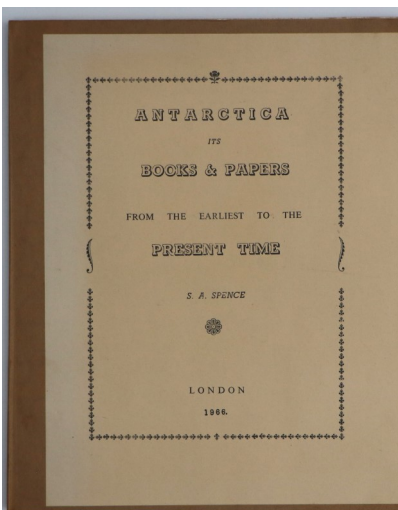 ANTARCTICA
ITS
BOOKS & PAPERS
FROM THE EARLIEST TO THE
PRESENT TIME
S. A. SPENCE
LONDON
1966.